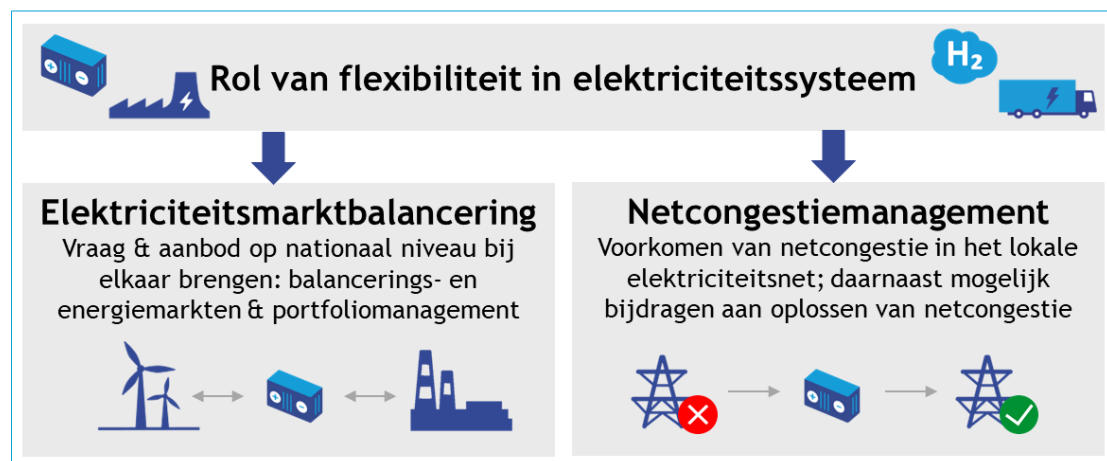 Rol van flexibiliteit in elektriciteitssysteem
H₂
Elektriciteitsmarktbalancering
Vraag & aanbod op nationaal niveau bij
elkaar brengen: balancerings- en
energiemarkten & portfoliomanagement
Netcongestiemanagement
Voorkomen van netcongestie in het lokale
elektriciteitsnet; daarnaast mogelijk
bijdragen aan oplossen van netcongestie